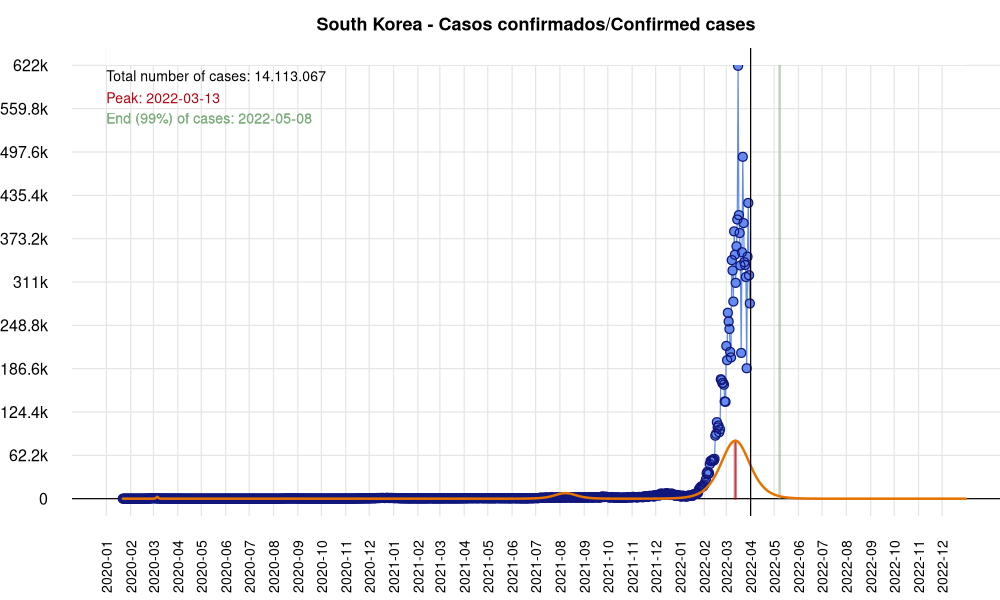 South Korea - Casos confirmados/Confirmed cases
622k
Total number of cases: 14.113.067
Peak: 2022-03-13
559.8k
End (99%) of cases: 2022-05-08
497.6k
435.4k
373.2k
311k
248.8k
186.6k
124.4k
62.2k
0
2020-01
2020-02
2020-03
2020-04
2020-05
2020-06
2020-07
2020-08
2020-09
2020-10
2020-11
2020-12
2021-01
2021-02
2021-03
2021-04
2021-05
2021-06
2021-07
2021-08
2021-09
2021-10
2021-11
2021-12
2022-01
2022-02
2022-03
2022-04
2022-05
2022-06
2022-07
2022-08
2022-09
2022-10
2022-11
2022-12